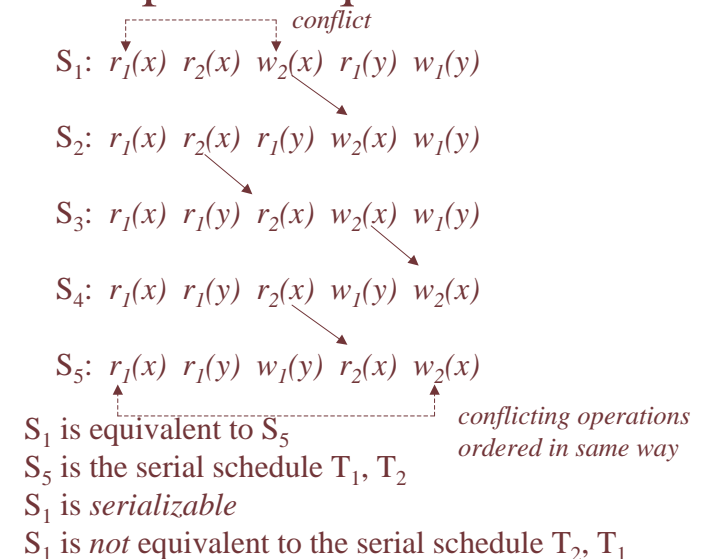 conflict
S₁: r₁(x) r₂(x) w₂(x) r₁(y) w₁(y)
S₂: r₁(x) r₂(x) r₁(y) w₂(x) w₁(y)
S₃: r₁(x) r₁(y) r₂(x) w₂(x) w₁(y)
S₄: r₁(x) r₁(y) r₂(x) w₁(y) w₂(x)
S₅: r₁(x) r₁(y) w₁(y) r₂(x) w₂(x)
conflicting operations
ordered in same way
S₁ is equivalent to S₅
S₅ is the serial schedule T₁, T₂
S₁ is serializable
S₁ is not equivalent to the serial schedule T₂, T₁